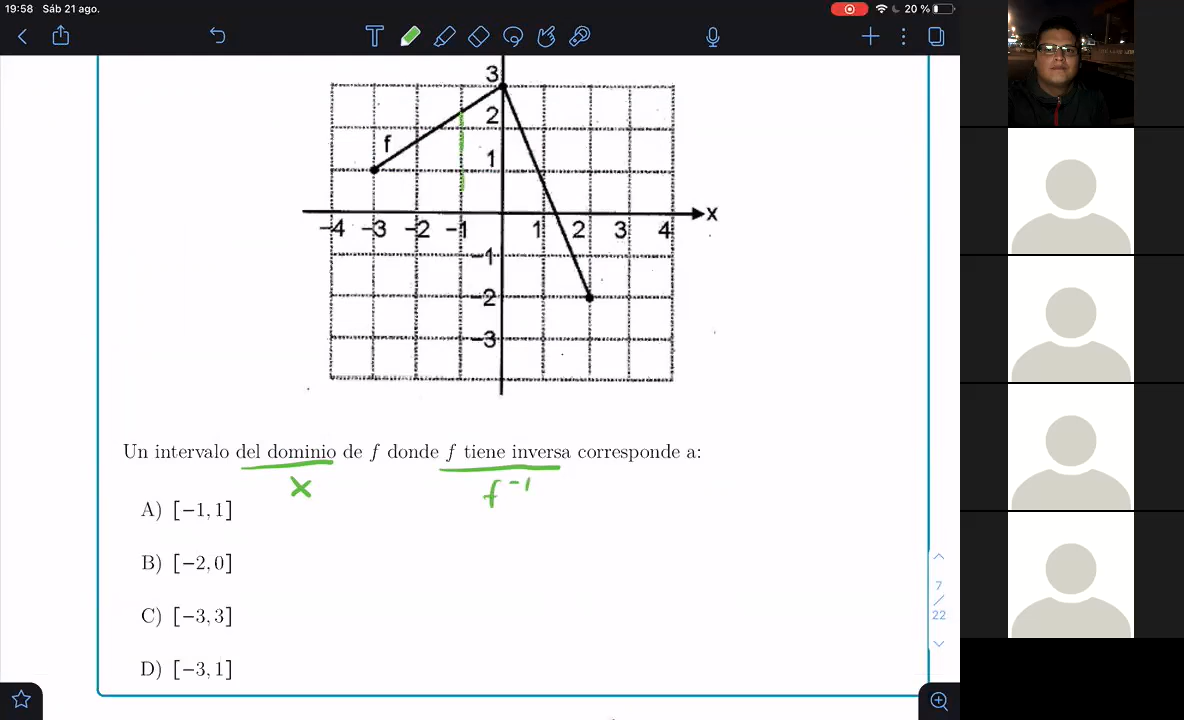 19:58 Sáb 21 ago. 20 %
T
3
2
f
1
x
−4 −3 −2 −1 1 2 3 4
−1
−2
−3
Un intervalo del dominio de f donde f tiene inversa corresponde a:
x f⁻¹
A) [−1, 1]
B) [−2, 0]
7
/
22
C) [−3, 3]
D) [−3, 1]